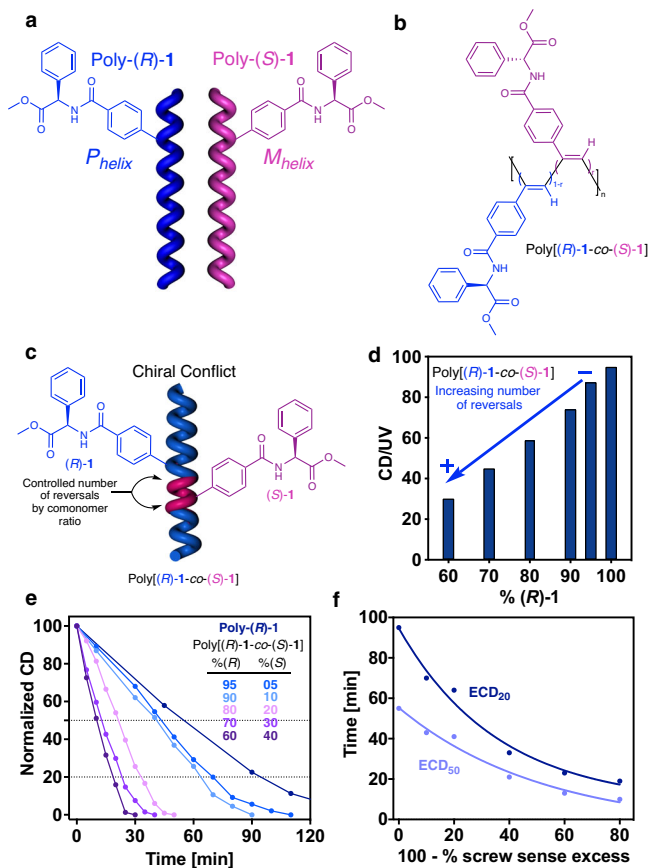 a
Poly-(R)-1
Poly-(S)-1
P helix
M helix
O
H
N
O
O
O
N
H
O
O
b
O
O
NH
O
H
r
1-r
n
H
Poly[(R)-1-co-(S)-1]
O
NH
O
O
c
Chiral Conflict
O
H
N
O
O
(R)-1
O
N
H
O
O
(S)-1
Controlled number
of reversals
by comonomer
ratio
Poly[(R)-1-co-(S)-1]
d
Poly[(R)-1-co-(S)-1]
Increasing number
of reversals
−
+
CD/UV
100
80
60
40
20
0
60 70 80 90 100
% (R)-1
e
Poly-(R)-1
Poly[(R)-1-co-(S)-1]
%(R) %(S)
95 05
90 10
80 20
70 30
60 40
Normalized CD
100
80
60
40
20
0
0 30 60 90 120
Time [min]
f
Time [min]
100
80
60
40
20
0
ECD20
ECD50
0 20 40 60 80
100 - % screw sense excess